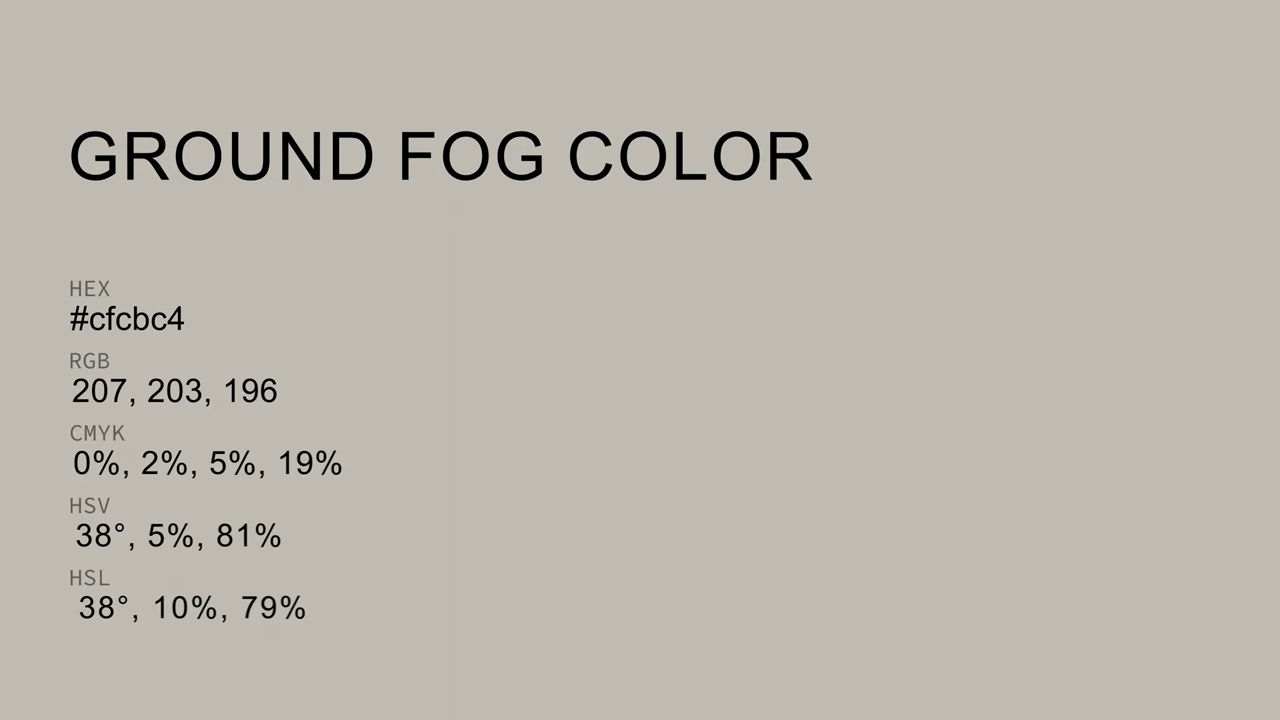 GROUND FOG COLOR
HEX
#cfcbc4
RGB
207, 203, 196
CMYK
0%, 2%, 5%, 19%
HSV
38°, 5%, 81%
HSL
38°, 10%, 79%